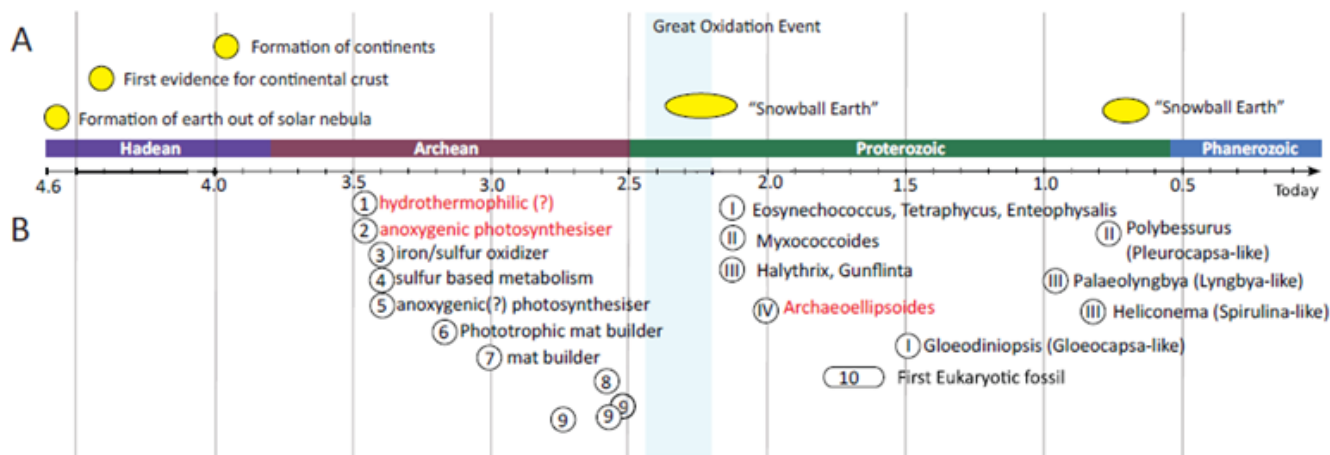 Great Oxidation Event
A
Formation of continents
First evidence for continental crust
"Snowball Earth"
"Snowball Earth"
Formation of earth out of solar nebula
Hadean Archean Proterozoic Phanerozoic
4.6 4.0 3.5 3.0 2.5 2.0 1.5 1.0 0.5 Today
B
1 hydrothermophilic (?)
2 anoxygenic photosynthesiser
3 iron/sulfur oxidizer
4 sulfur based metabolism
5 anoxygenic(?) photosynthesiser
6 Phototrophic mat builder
7 mat builder
8
9
9
9
I Eosynechococcus, Tetraphycus, Enteophysalis
II Myxococcoides
III Halythrix, Gunflinta
IV Archaeoellipsoides
I Gloeodiniopsis (Gloeocapsa-like)
10 First Eukaryotic fossil
II Polybessurus
(Pleurocapsa-like)
III Palaeolyngbya (Lyngbya-like)
III Heliconema (Spirulina-like)